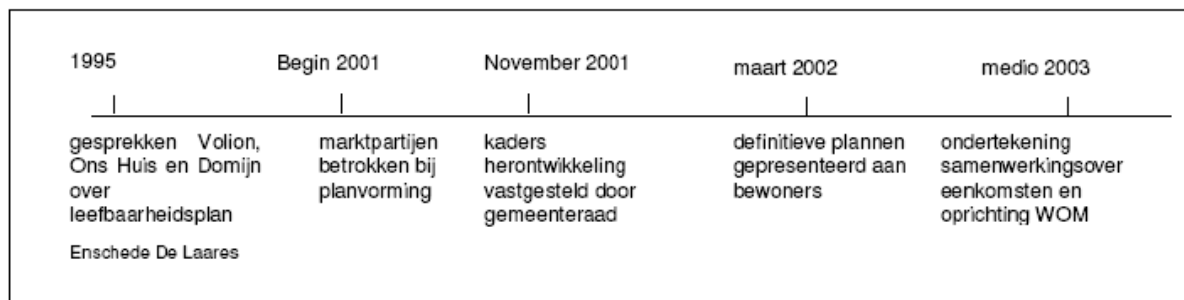 1995
gesprekken Volion,
Ons Huis en Domijn
over
leefbaarheidsplan
Begin 2001
marktpartijen
betrokken bij
planvorming
November 2001
kaders
herontwikkeling
vastgesteld door
gemeenteraad
maart 2002
definitieve plannen
gepresenteerd aan
bewoners
medio 2003
ondertekening
samenwerkingsover
eenkomsten en
oprichting WOM
Enschede De Laares